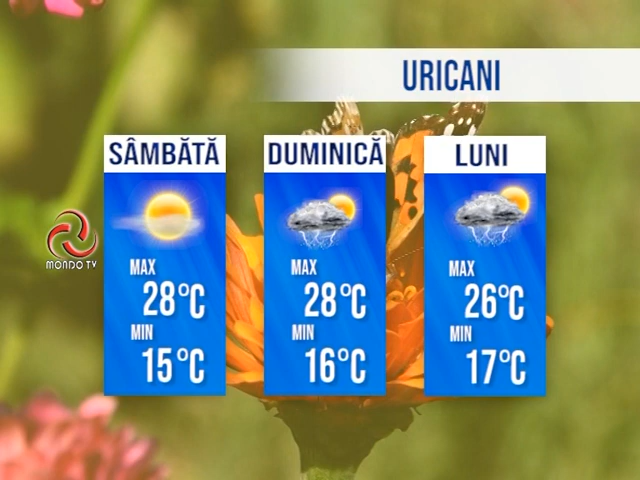 URICANI
SÂMBĂTĂ
DUMINICĂ
LUNI
MAX
28°C
MIN
15°C
MAX
28°C
MIN
16°C
MAX
26°C
MIN
17°C
MONDO TV